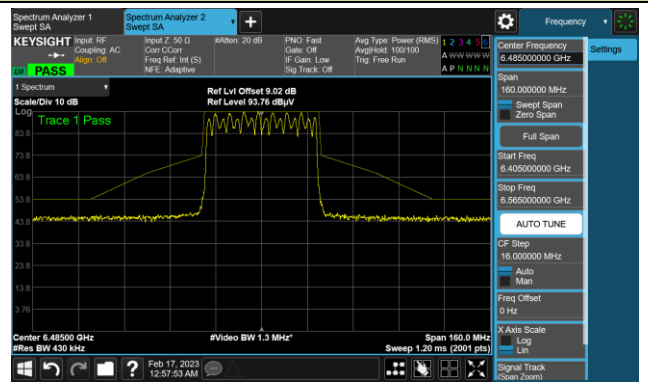 Spectrum Analyzer 1
Swept SA
Spectrum Analyzer 2
Swept SA
Frequency
KEYSIGHT
Input: RF
Coupling: AC
Align: Off
Input Z: 50 Ω
Corr CCorr
Freq Ref: Int (S)
NFE: Adaptive
#Atten: 20 dB
PNO: Fast
Gate: Off
IF Gain: Low
Sig Track: Off
Avg Type: Power (RMS)
Avg|Hold: 100/100
Trig: Free Run
1 2 3 4 5 6
A W W W W W
A P N N N N
PASS
1 Spectrum
Scale/Div 10 dB
Ref Lvl Offset 9.02 dB
Ref Level 93.76 dBµV
Log
Trace 1 Pass
83.8
73.8
63.8
53.8
43.8
33.8
23.8
13.8
3.76
Center 6.48500 GHz
#Res BW 430 kHz
#Video BW 1.3 MHz*
Span 160.0 MHz
Sweep 1.20 ms (2001 pts)
Feb 17, 2023
12:57:53 AM
Center Frequency
6.485000000 GHz
Settings
Span
160.000000 MHz
Swept Span
Zero Span
Full Span
Start Freq
6.405000000 GHz
Stop Freq
6.565000000 GHz
AUTO TUNE
CF Step
16.000000 MHz
Auto
Man
Freq Offset
0 Hz
X Axis Scale
Log
Lin
Signal Track
(Span Zoom)